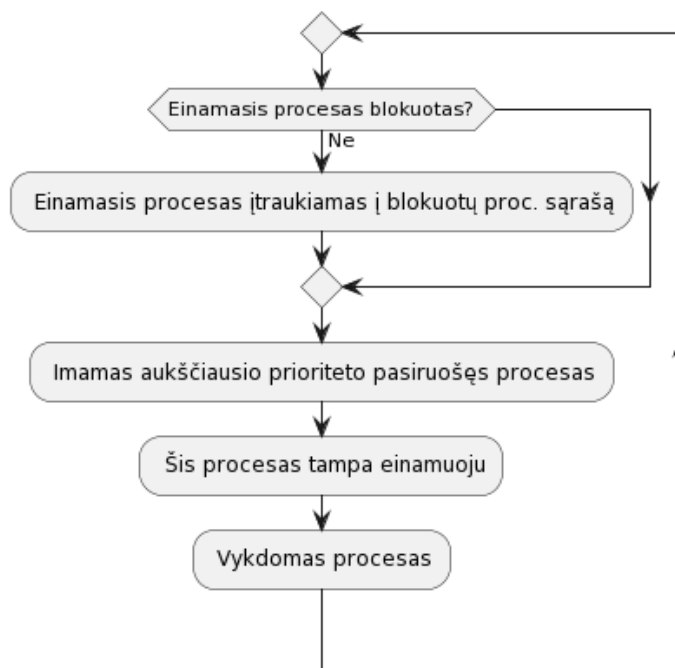 Einamasis procesas blokuotas?
Ne
Einamasis procesas įtraukiamas į blokuotų proc. sąrašą
Imamas aukščiausio prioriteto pasiruošęs procesas
Šis procesas tampa einamuoju
Vykdomas procesas